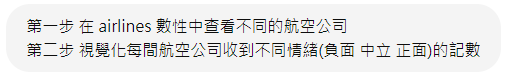 第一步 在 airlines 數性中查看不同的航空公司
第二步 視覺化每間航空公司收到不同情緒(負面 中立 正面)的記數